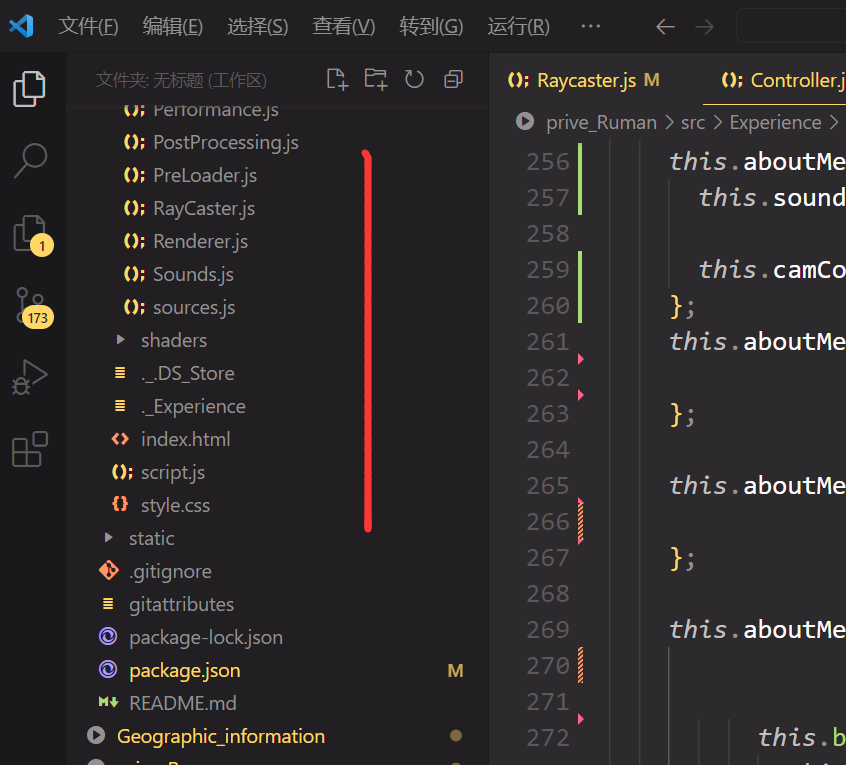 文件(F) 编辑(E) 选择(S) 查看(V) 转到(G) 运行(R) ···
文件夹: 无标题 (工作区)
Performance.js
PostProcessing.js
PreLoader.js
RayCaster.js
Renderer.js
Sounds.js
sources.js
shaders
._.DS_Store
._Experience
index.html
script.js
style.css
static
.gitignore
gitattributes
package-lock.json
package.json M
README.md
Geographic_information
1
173
Raycaster.js M Controller.j
prive_Ruman > src > Experience >
256 this.aboutMe
257 this.sound
258
259 this.camCo
260 };
261 this.aboutMe
262
263 };
264
265 this.aboutMe
266
267 };
268
269 this.aboutMe
270
271
272 this.b